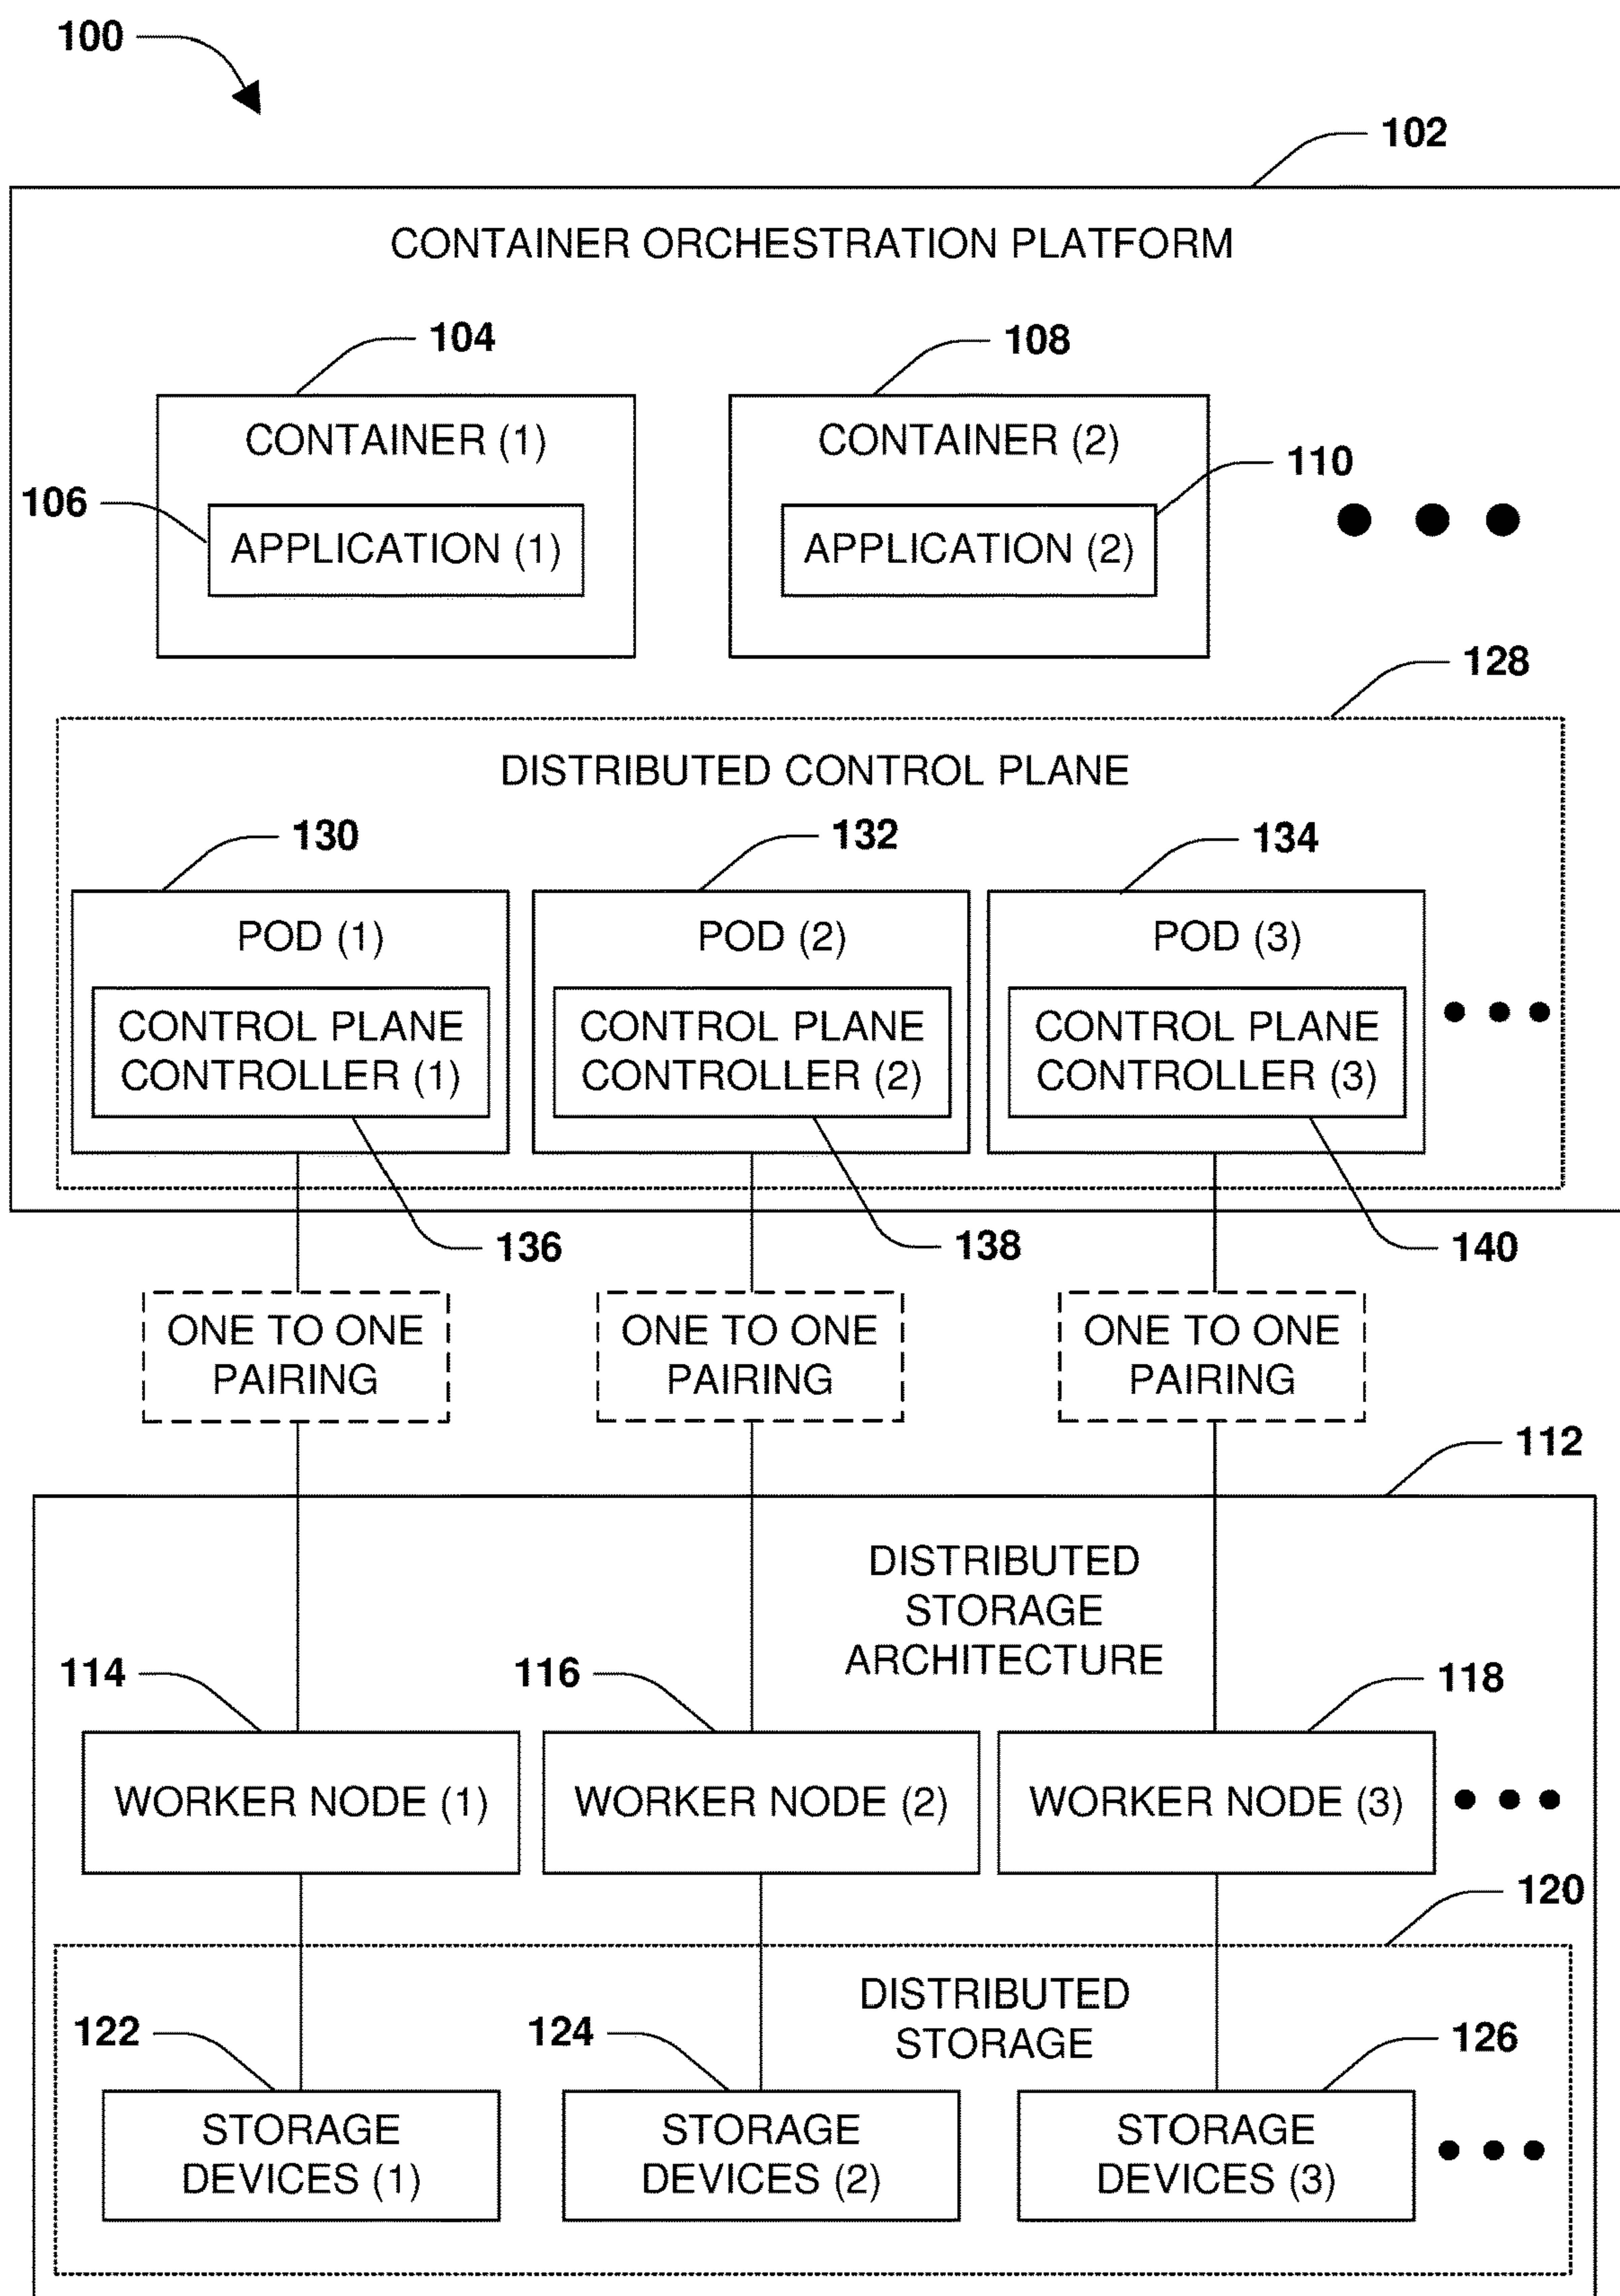 100
102
CONTAINER ORCHESTRATION PLATFORM
104
108
CONTAINER (1)
CONTAINER (2)
106
110
APPLICATION (1)
APPLICATION (2)
128
DISTRIBUTED CONTROL PLANE
130
132
134
POD (1)
POD (2)
POD (3)
CONTROL PLANE
CONTROLLER (1)
CONTROL PLANE
CONTROLLER (2)
CONTROL PLANE
CONTROLLER (3)
136
138
140
ONE TO ONE
PAIRING
ONE TO ONE
PAIRING
ONE TO ONE
PAIRING
112
DISTRIBUTED
STORAGE
ARCHITECTURE
114
116
118
WORKER NODE (1)
WORKER NODE (2)
WORKER NODE (3)
120
DISTRIBUTED
STORAGE
122
124
126
STORAGE
DEVICES (1)
STORAGE
DEVICES (2)
STORAGE
DEVICES (3)